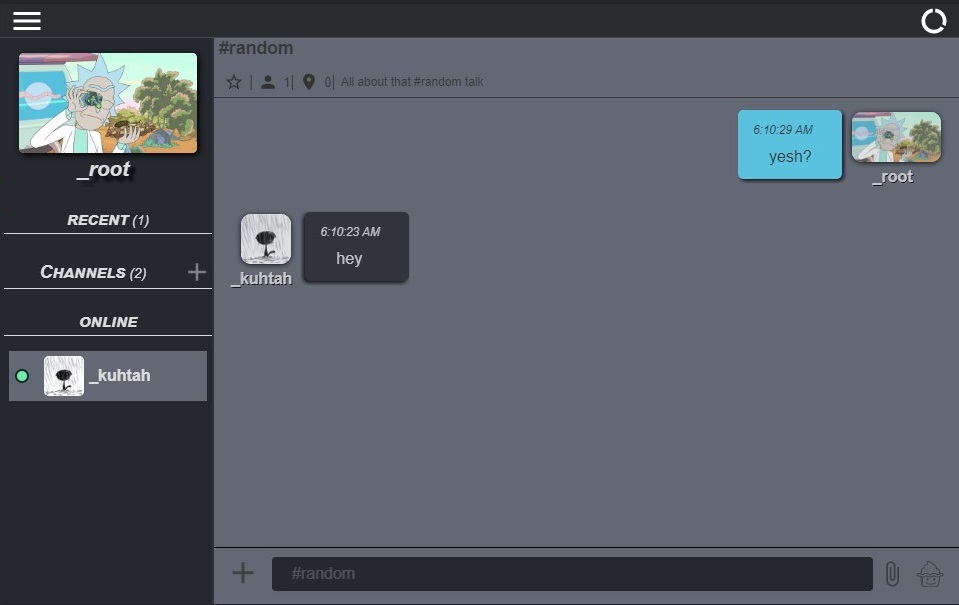 _root
RECENT (1)
CHANNELS (2)
ONLINE
_kuhtah
#random
1| 0| All about that #random talk
6:10:29 AM
yesh?
_root
6:10:23 AM
hey
_kuhtah
#random